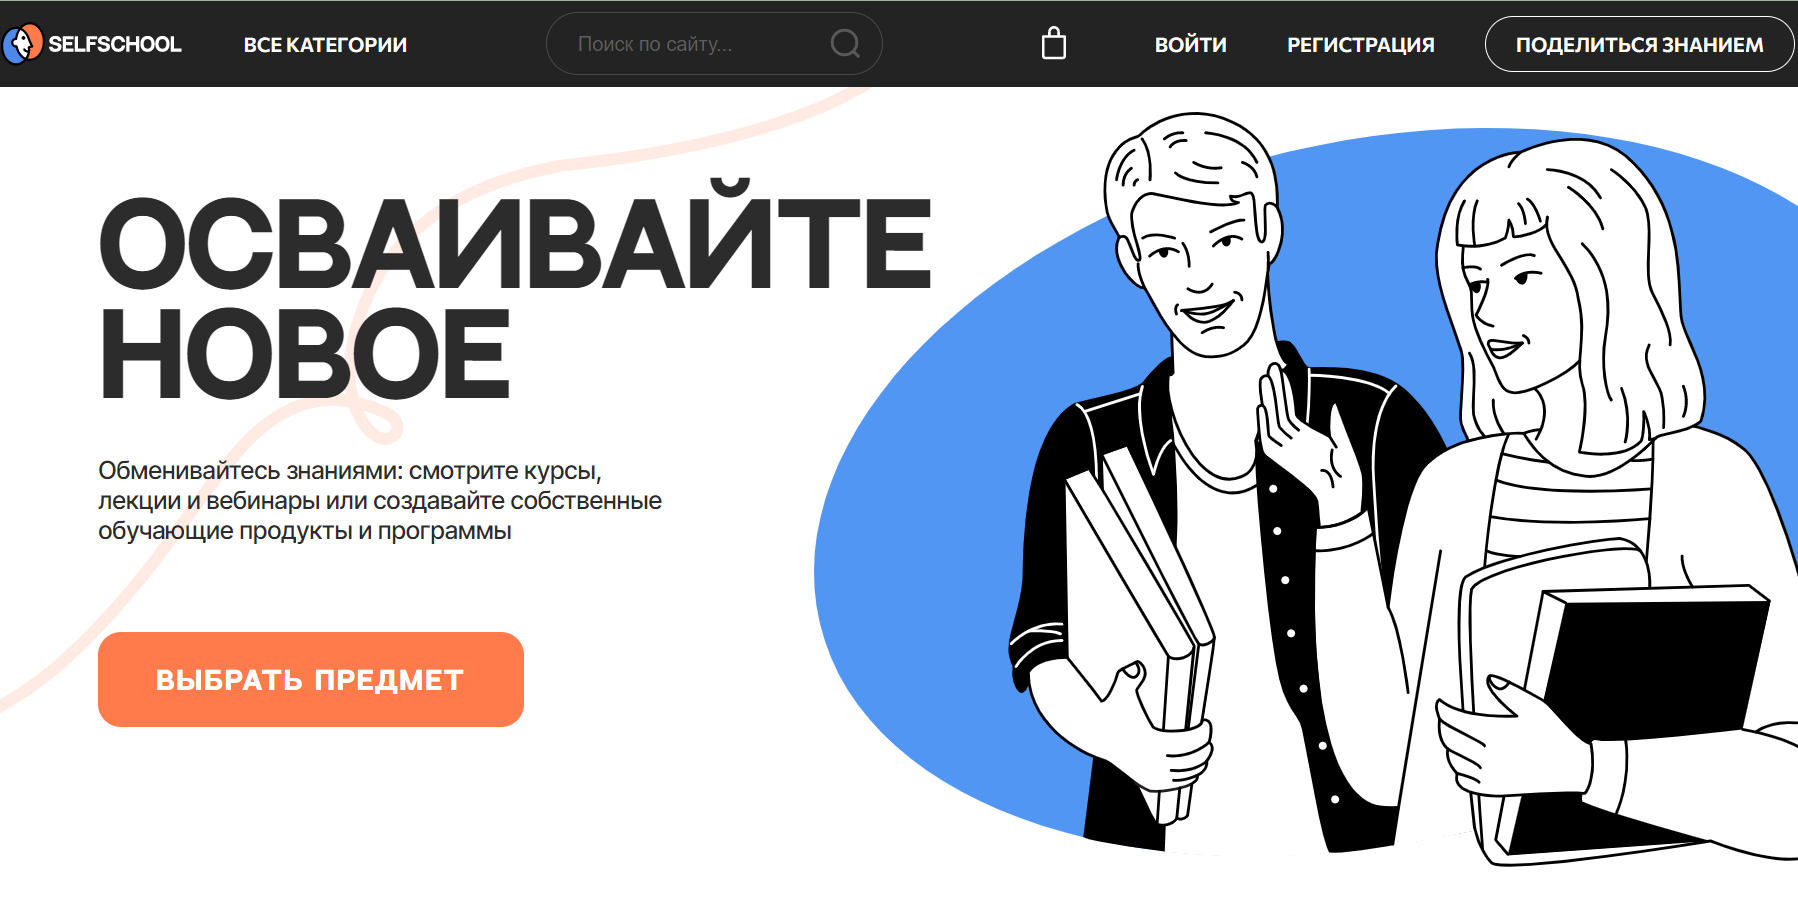 SELFSCHOOL ВСЕ КАТЕГОРИИ Поиск по сайту... ВОЙТИ РЕГИСТРАЦИЯ ПОДЕЛИТЬСЯ ЗНАНИЕМ
ОСВАИВАЙТЕ
НОВОЕ
Обменивайтесь знаниями: смотрите курсы,
лекции и вебинары или создавайте собственные
обучающие продукты и программы
ВЫБРАТЬ ПРЕДМЕТ